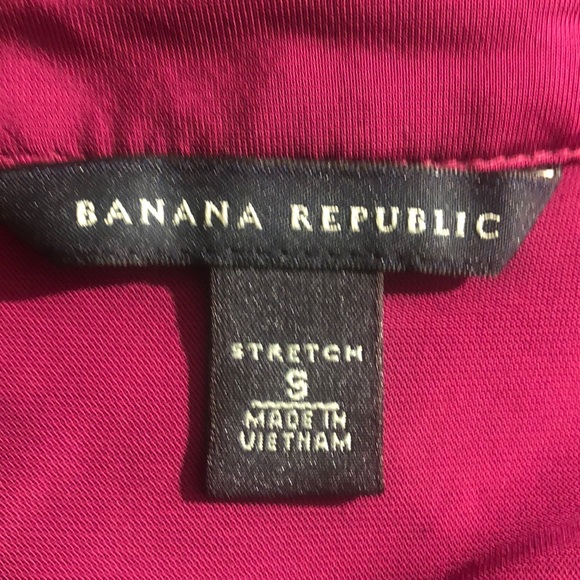 BANANA REPUBLIC
STRETCH
S
MADE IN
VIETNAM